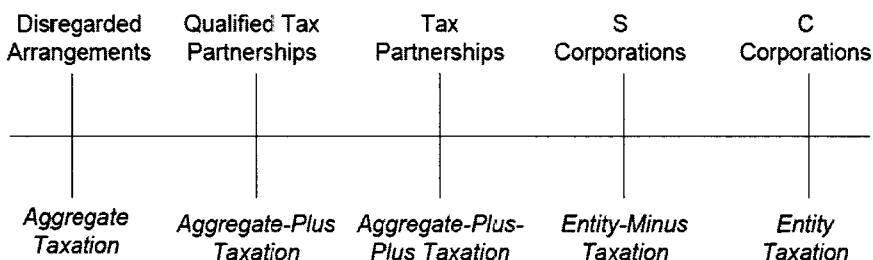 Disregarded
Arrangements
Qualified Tax
Partnerships
Tax
Partnerships
S
Corporations
C
Corporations
Aggregate
Taxation
Aggregate-Plus
Taxation
Aggregate-Plus-
Plus Taxation
Entity-Minus
Taxation
Entity
Taxation